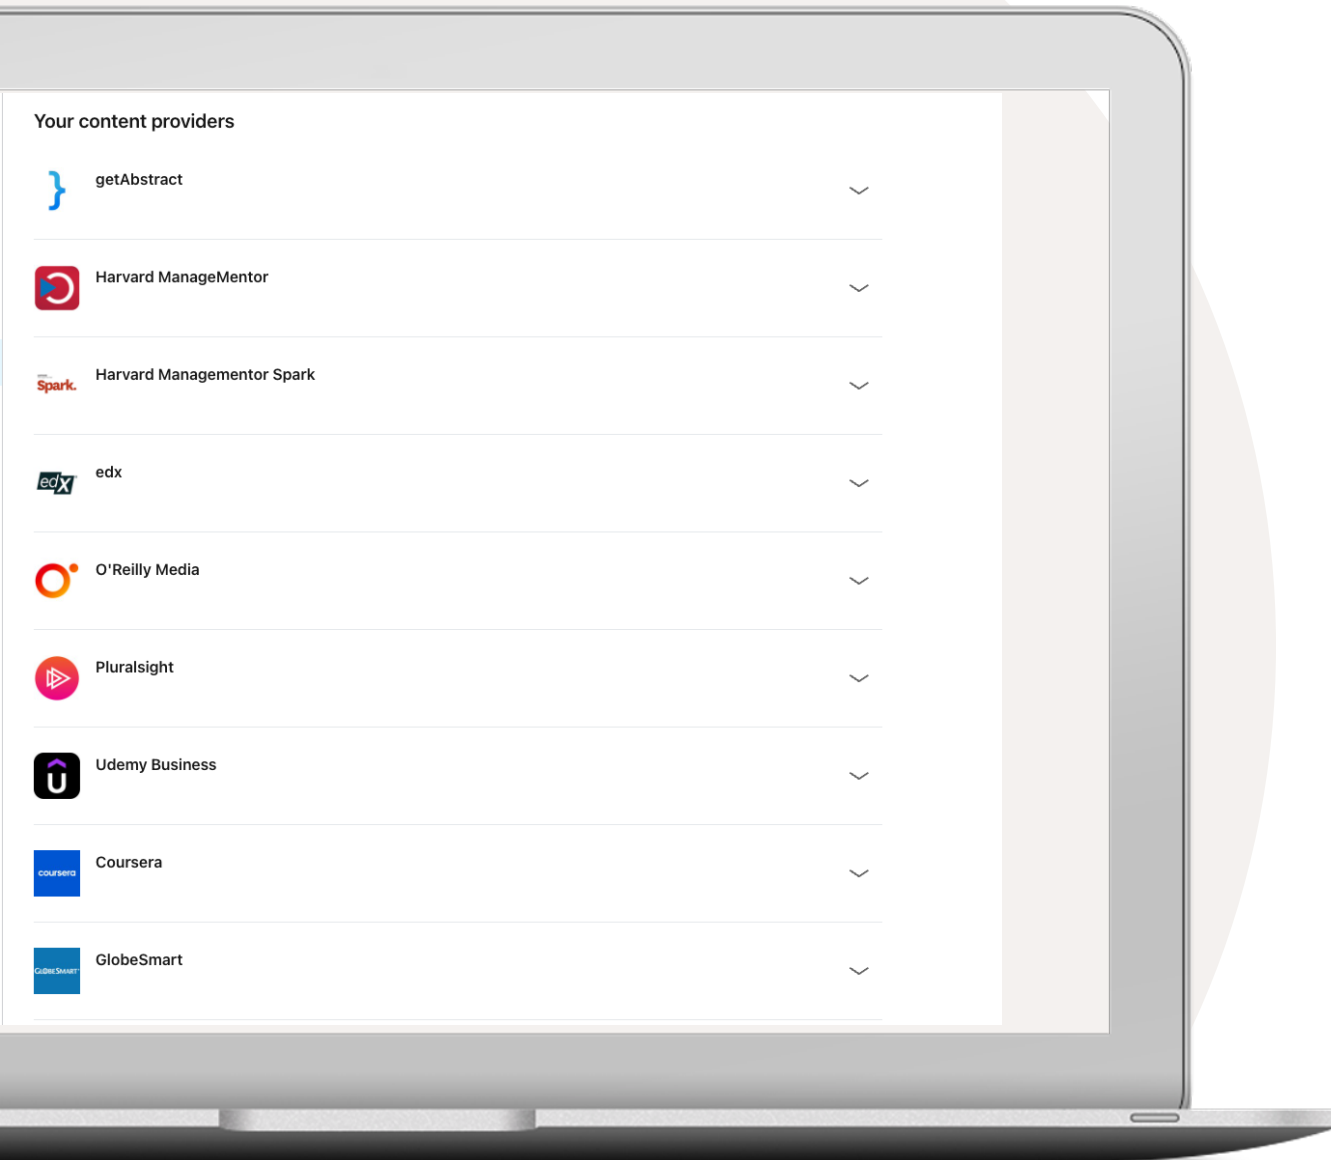 Your content providers
getAbstract
Harvard ManageMentor
Spark.
Harvard Managementor Spark
edX
edx
O'Reilly Media
Pluralsight
Udemy Business
coursera
Coursera
GLOBESMART
GlobeSmart